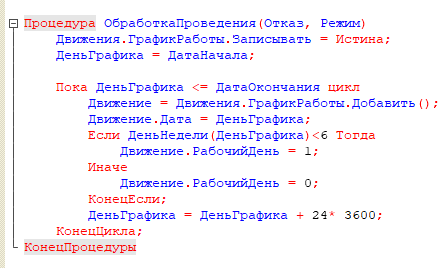 Процедура ОбработкаПроведения(Отказ, Режим)
Движения.ГрафикРаботы.Записывать = Истина;
ДеньГрафика = ДатаНачала;
Пока ДеньГрафика <= ДатаОкончания цикл
Движение = Движения.ГрафикРаботы.Добавить();
Движение.Дата = ДеньГрафика;
Если ДеньНедели(ДеньГрафика)<6 Тогда
Движение.РабочийДень = 1;
Иначе
Движение.РабочийДень = 0;
КонецЕсли;
ДеньГрафика = ДеньГрафика + 24* 3600;
КонецЦикла;
КонецПроцедуры